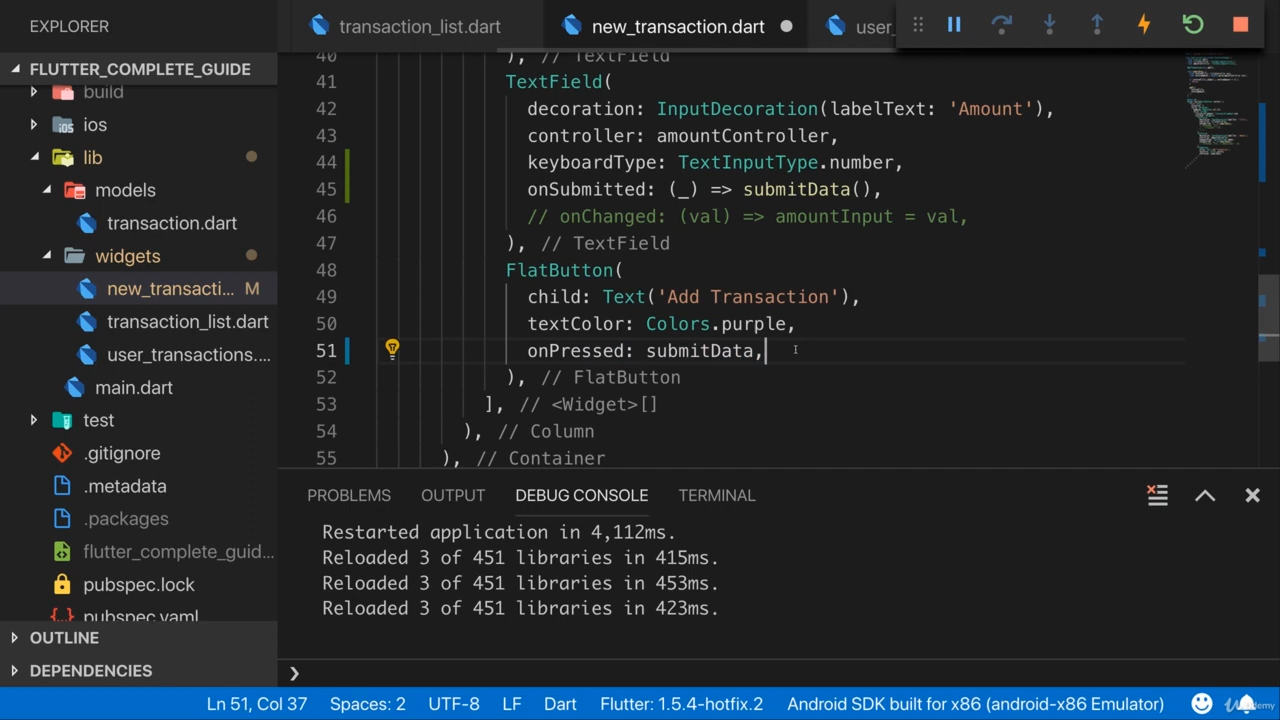 EXPLORER
transaction_list.dart
new_transaction.dart
user_
FLUTTER_COMPLETE_GUIDE
build
ios
lib
models
transaction.dart
widgets
new_transacti... M
transaction_list.dart
user_transactions....
main.dart
test
.gitignore
.metadata
.packages
flutter_complete_guid...
pubspec.lock
pubspec.yaml
OUTLINE
DEPENDENCIES
40 ), // TextField
41 TextField(
42 decoration: InputDecoration(labelText: 'Amount'),
43 controller: amountController,
44 keyboardType: TextInputType.number,
45 onSubmitted: (_) => submitData(),
46 // onChanged: (val) => amountInput = val,
47 ), // TextField
48 FlatButton(
49 child: Text('Add Transaction'),
50 textColor: Colors.purple,
51 onPressed: submitData,
52 ), // FlatButton
53 ], // <Widget>[]
54 ), // Column
55 ), // Container
PROBLEMS OUTPUT DEBUG CONSOLE TERMINAL
Restarted application in 4,112ms.
Reloaded 3 of 451 libraries in 415ms.
Reloaded 3 of 451 libraries in 453ms.
Reloaded 3 of 451 libraries in 423ms.
Ln 51, Col 37 Spaces: 2 UTF-8 LF Dart Flutter: 1.5.4-hotfix.2 Android SDK built for x86 (android-x86 Emulator)